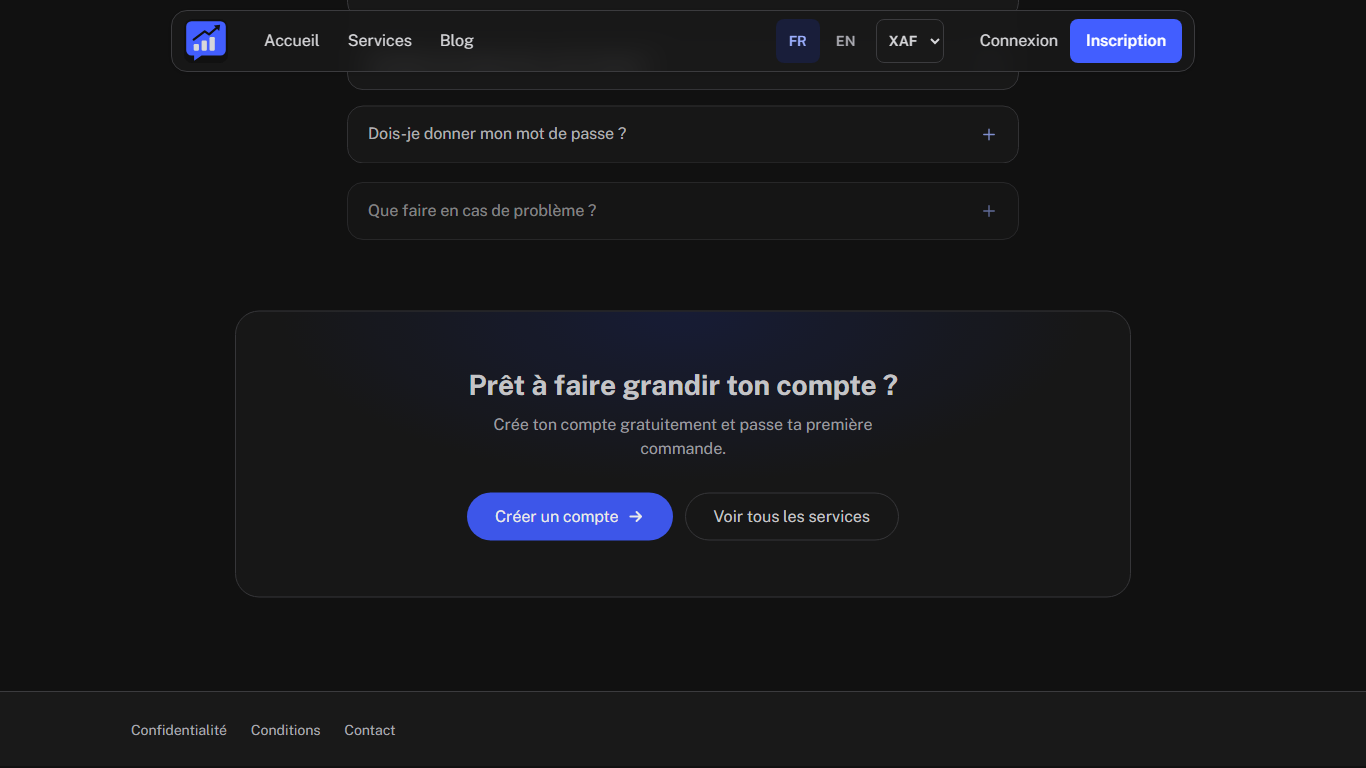 Accueil Services Blog FR EN XAF Connexion Inscription
Dois-je donner mon mot de passe ?
Que faire en cas de problème ?
Prêt à faire grandir ton compte ?
Crée ton compte gratuitement et passe ta première
commande.
Créer un compte → Voir tous les services
Confidentialité Conditions Contact